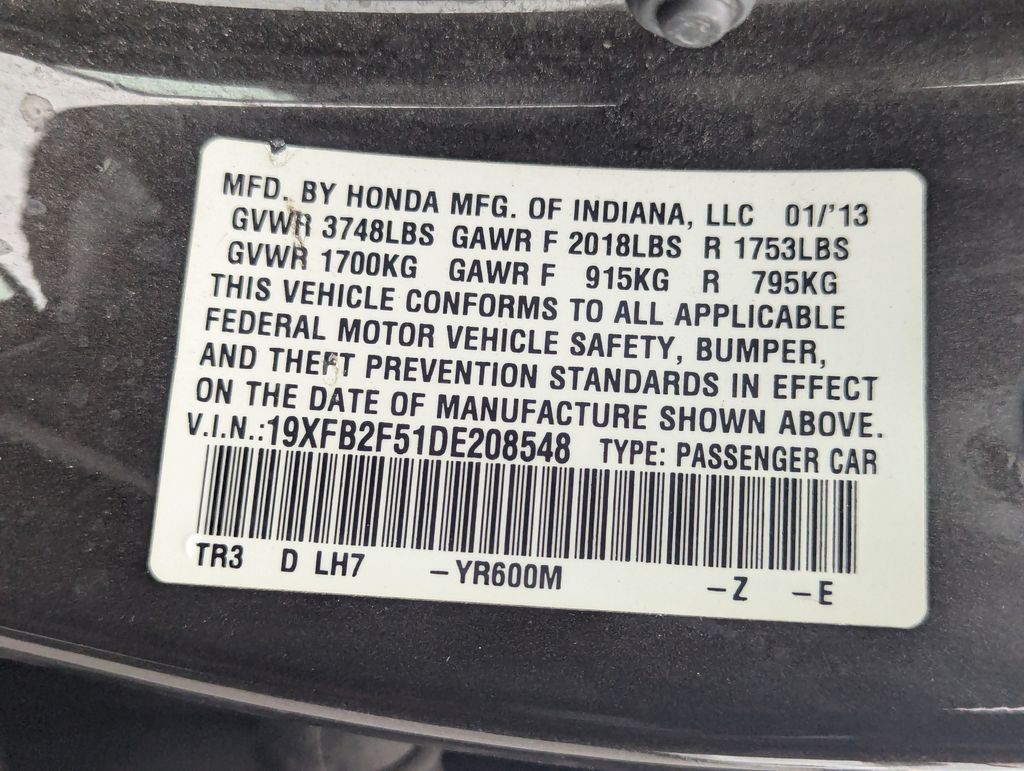 MFD. BY HONDA MFG. OF INDIANA, LLC 01/'13
GVWR 3748LBS GAWR F 2018LBS R 1753LBS
GVWR 1700KG GAWR F 915KG R 795KG
THIS VEHICLE CONFORMS TO ALL APPLICABLE
FEDERAL MOTOR VEHICLE SAFETY, BUMPER,
AND THEFT PREVENTION STANDARDS IN EFFECT
ON THE DATE OF MANUFACTURE SHOWN ABOVE.
V.I.N.:19XFB2F51DE208548 TYPE: PASSENGER CAR
TR3 D LH7 –YR600M –Z –E